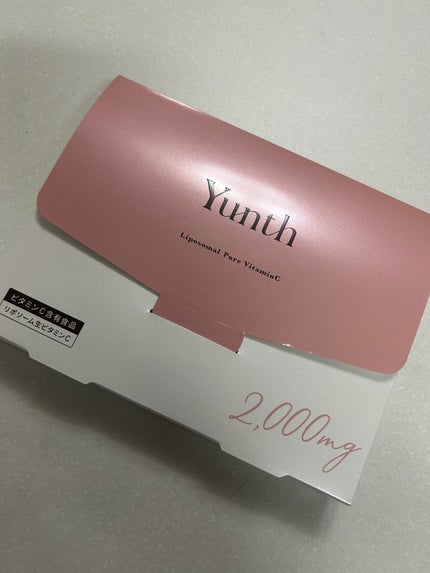 Yunth
Liposomal Pure VitaminC
ビタミンC含有食品
リポソーム生ビタミンC
2,000mg